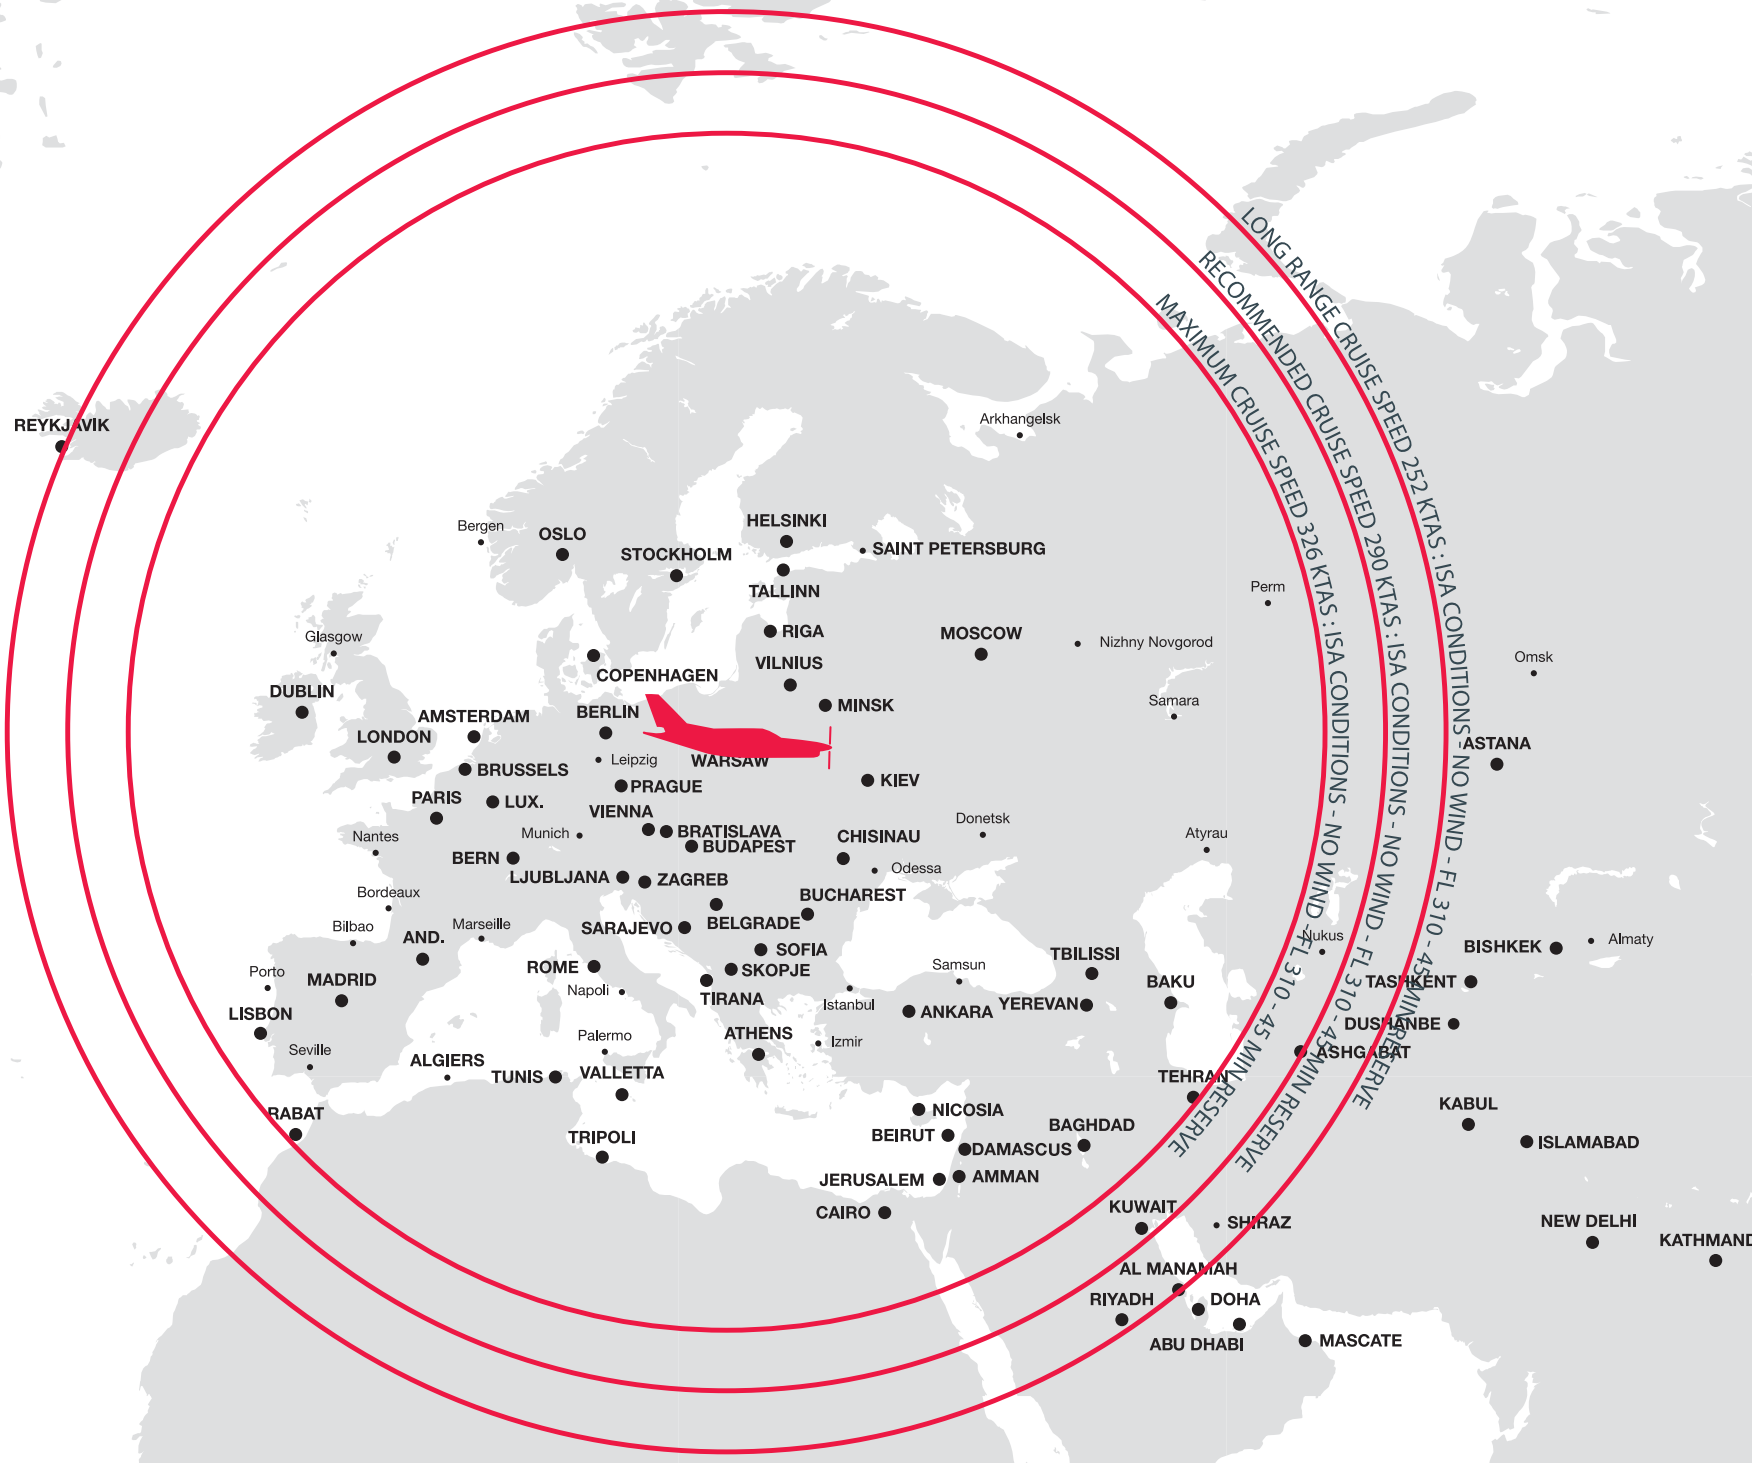 LONG RANGE CRUISE SPEED 252 KTAS : ISA CONDITIONS - NO WIND - FL 310 - 45 MIN RESERVE
RECOMMENDED CRUISE SPEED 290 KTAS : ISA CONDITIONS - NO WIND - FL 310 - 45 MIN RESERVE
MAXIMUM CRUISE SPEED 326 KTAS : ISA CONDITIONS - NO WIND - FL 310 - 45 MIN RESERVE
REYKJAVIK
Arkhangelsk
Bergen
OSLO
HELSINKI
STOCKHOLM
SAINT PETERSBURG
TALLINN
Perm
RIGA
MOSCOW
Glasgow
Nizhny Novgorod
VILNIUS
Omsk
COPENHAGEN
DUBLIN
Samara
MINSK
BERLIN
AMSTERDAM
LONDON
ASTANA
Leipzig
WARSAW
BRUSSELS
KIEV
PRAGUE
PARIS
LUX.
VIENNA
Donetsk
BRATISLAVA
Munich
Atyrau
Nantes
CHISINAU
BUDAPEST
BERN
Odessa
LJUBLJANA
ZAGREB
Bordeaux
BUCHAREST
BELGRADE
Marseille
Bilbao
SARAJEVO
AND.
Nukus
Almaty
BISHKEK
SOFIA
TBILISSI
Samsun
ROME
SKOPJE
Porto
MADRID
BAKU
TASHKENT
Napoli
TIRANA
Istanbul
YEREVAN
ANKARA
LISBON
DUSHANBE
ATHENS
Palermo
Izmir
Seville
ASHGABAT
ALGIERS
VALLETTA
TUNIS
TEHRAN
KABUL
NICOSIA
RABAT
BAGHDAD
BEIRUT
TRIPOLI
ISLAMABAD
DAMASCUS
AMMAN
JERUSALEM
KUWAIT
CAIRO
SHIRAZ
NEW DELHI
KATHMAND
AL MANAMAH
RIYADH
DOHA
ABU DHABI
MASCATE